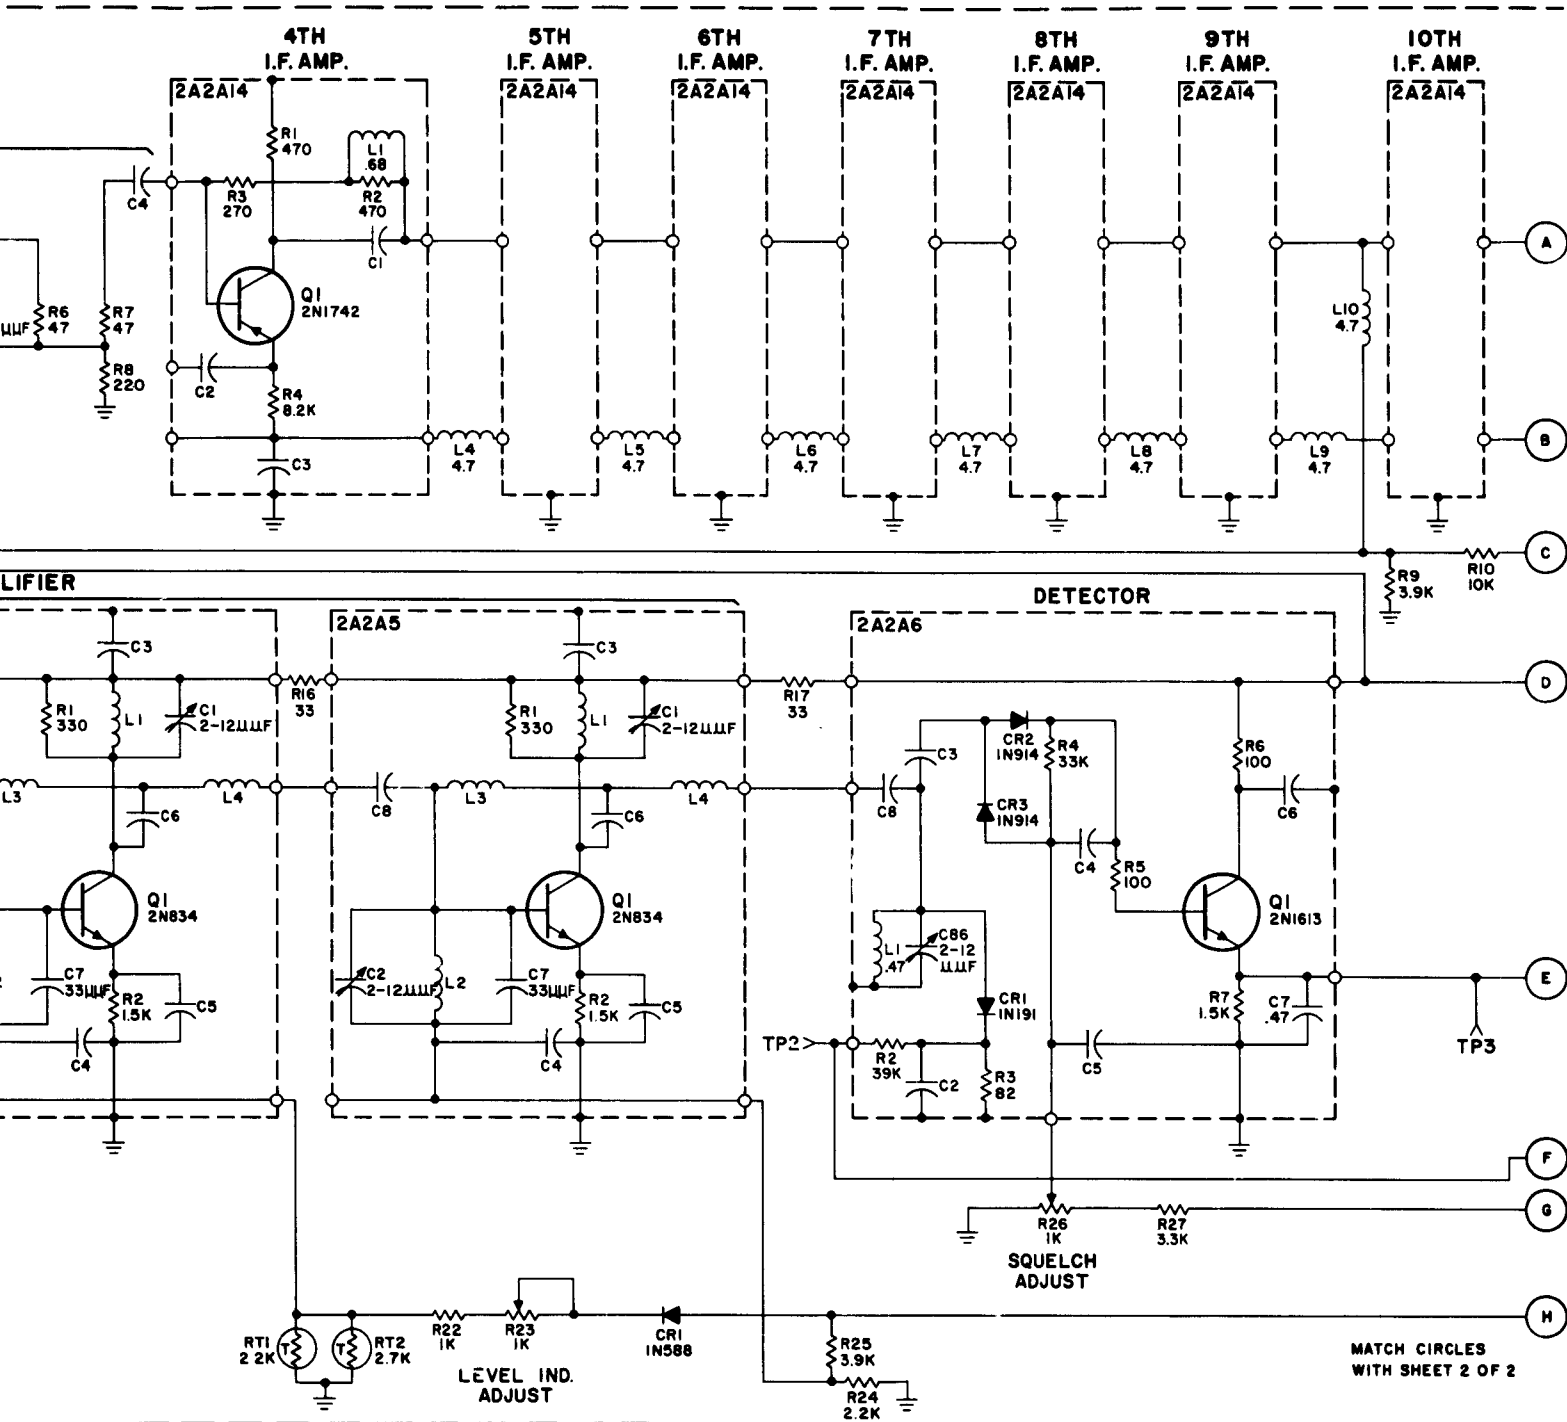 4TH
I.F. AMP.
5TH
I.F. AMP.
6TH
I.F. AMP.
7TH
I.F. AMP.
8TH
I.F. AMP.
9TH
I.F. AMP.
10TH
I.F. AMP.
2A2A14
2A2A14
2A2A14
2A2A14
2A2A14
2A2A14
2A2A14
R1
470
L1
.68
C4
R3
270
R2
470
C1
A
Q1
2N1742
R6
47
μμF
R7
47
R8
220
C2
R4
8.2K
C3
L10
4.7
L4
4.7
L5
4.7
L6
4.7
L7
4.7
L8
4.7
L9
4.7
B
C
R9
3.9K
R10
10K
LIFIER
DETECTOR
2A2A5
2A2A6
C3
R16
33
C3
R17
33
D
R1
330
L1
C1
2-12μμF
R1
330
L1
C1
2-12μμF
C3
CR2
1N914
R4
33K
R6
100
L3
L4
C6
C8
L3
L4
C6
C8
CR3
1N914
C4
R5
100
C6
Q1
2N834
Q1
2N834
Q1
2N1613
C7
33μμF
R2
1.5K
C5
C4
C2
2-12μμF
L2
C7
33μμF
R2
1.5K
C5
C4
L1
.47
C86
2-12
μμF
CR1
1N191
R7
1.5K
C7
.47
E
TP3
TP2
R2
39K
C2
R3
82
C5
F
G
R26
1K
R27
3.3K
SQUELCH
ADJUST
H
RT1
2.2K
T
T
RT2
2.7K
R22
1K
R23
1K
LEVEL IND.
ADJUST
CR1
1N588
R25
3.9K
R24
2.2K
MATCH CIRCLES
WITH SHEET 2 OF 2